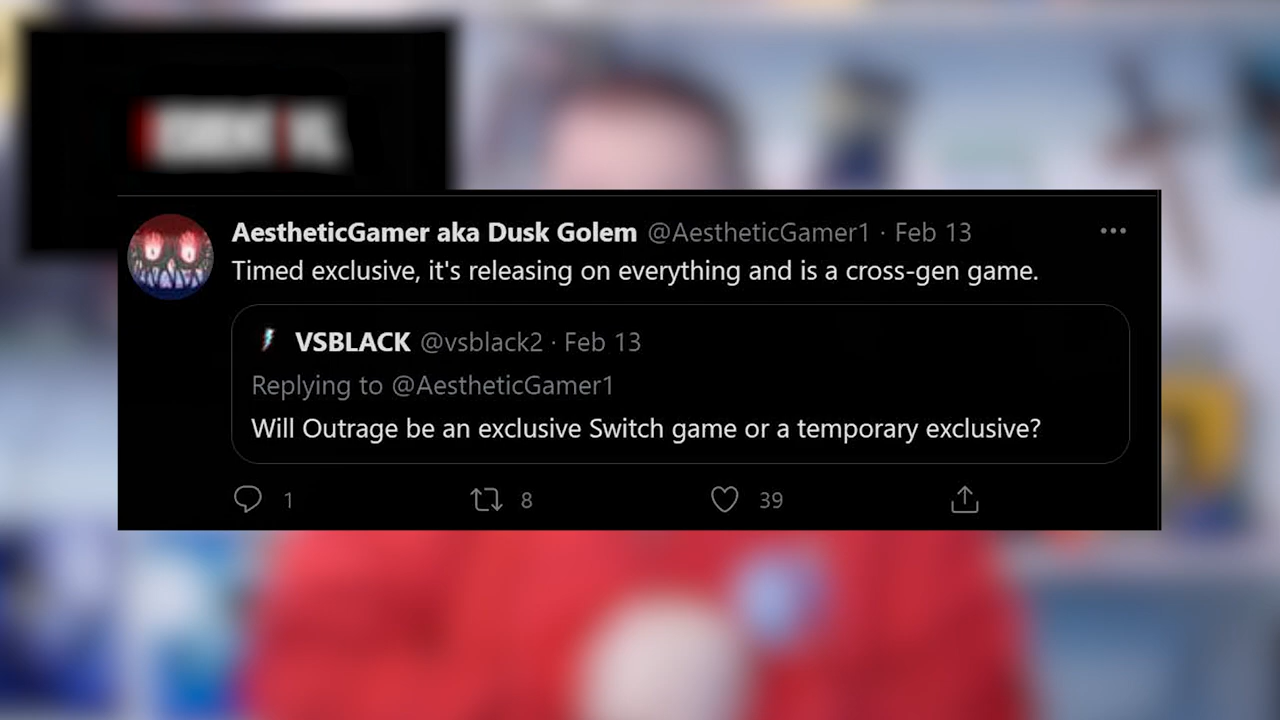 AestheticGamer aka Dusk Golem @AestheticGamer1 · Feb 13
Timed exclusive, it's releasing on everything and is a cross-gen game.
VSBLACK @vsblack2 · Feb 13
Replying to @AestheticGamer1
Will Outrage be an exclusive Switch game or a temporary exclusive?
1 8 39